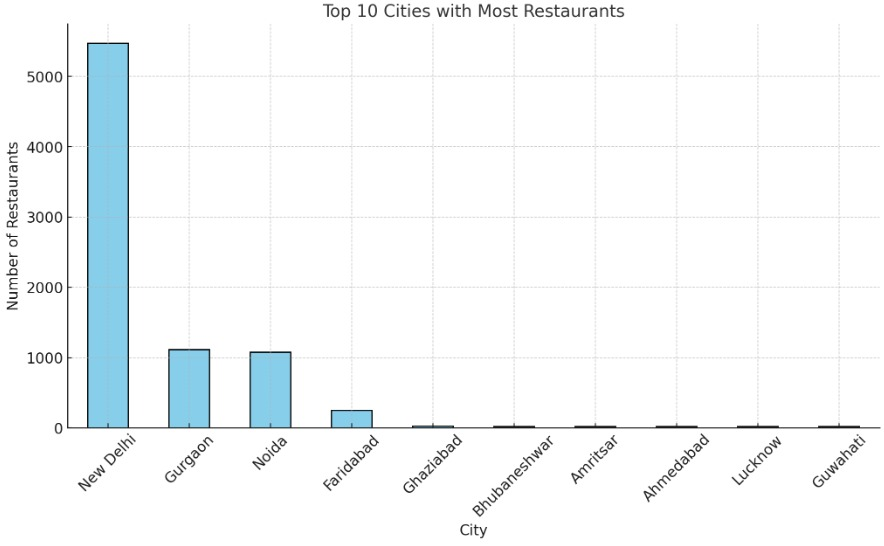 Top 10 Cities with Most Restaurants
Number of Restaurants
5000
4000
3000
2000
1000
0
New Delhi
Gurgaon
Noida
Faridabad
Ghaziabad
Bhubaneshwar
Amritsar
Ahmedabad
Lucknow
Guwahati
City